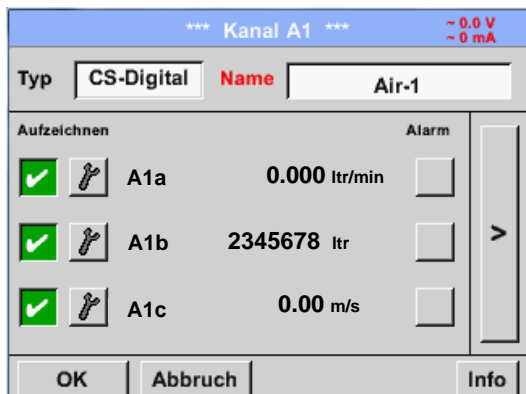 *** Kanal A1 ***
~ 0.0 V
~ 0 mA
Typ CS-Digital Name Air-1
Aufzeichnen Alarm
A1a 0.000 ltr/min
A1b 2345678 ltr
>
A1c 0.00 m/s
OK Abbruch Info